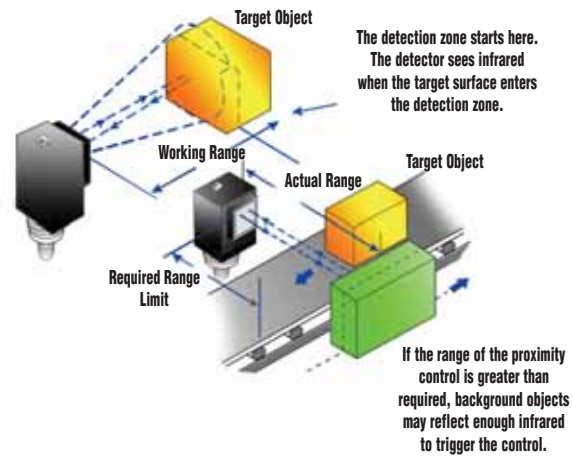 Target Object
The detection zone starts here.
The detector sees infrared
when the target surface enters
the detection zone.
Working Range
Target Object
Actual Range
Required Range
Limit
If the range of the proximity
control is greater than
required, background objects
may reflect enough infrared
to trigger the control.